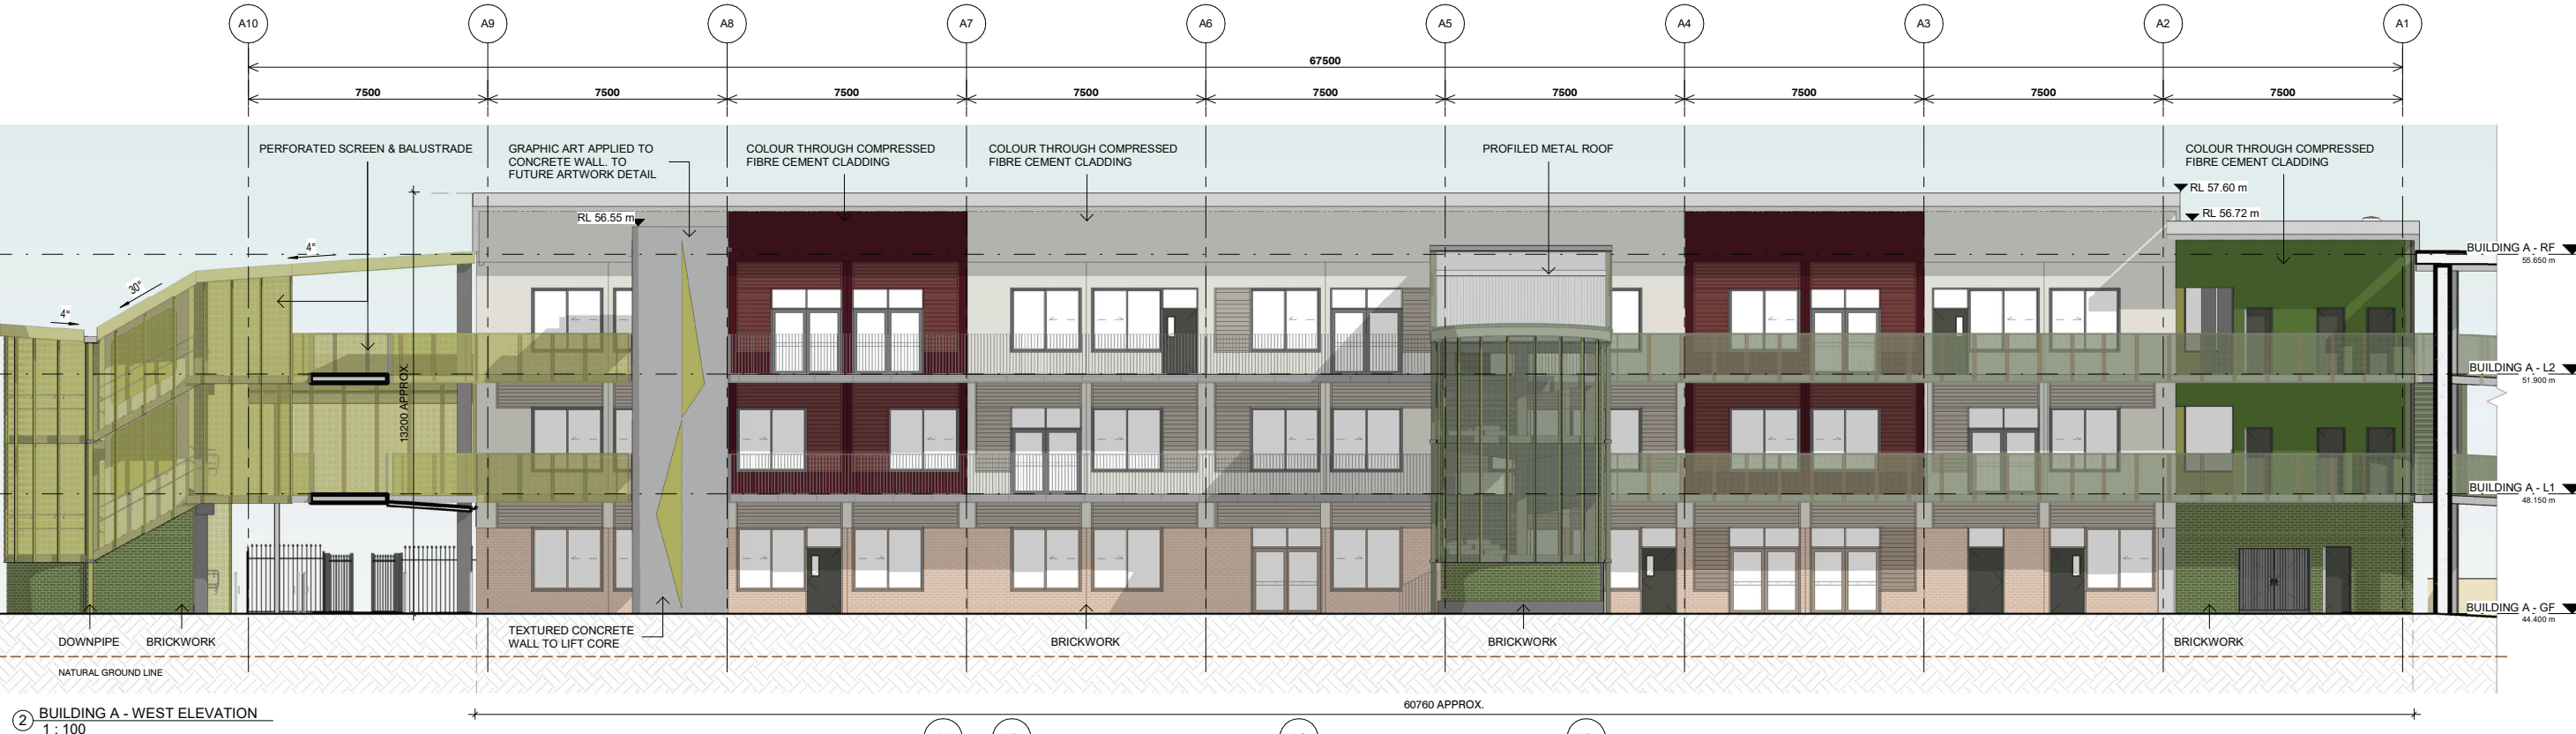 A10 A9 A8 A7 A6 A5 A4 A3 A2 A1
67500
7500 7500 7500 7500 7500 7500 7500 7500 7500
PERFORATED SCREEN & BALUSTRADE
GRAPHIC ART APPLIED TO
CONCRETE WALL. TO
FUTURE ARTWORK DETAIL
COLOUR THROUGH COMPRESSED
FIBRE CEMENT CLADDING
COLOUR THROUGH COMPRESSED
FIBRE CEMENT CLADDING
PROFILED METAL ROOF
COLOUR THROUGH COMPRESSED
FIBRE CEMENT CLADDING
RL 57.60 m
RL 56.72 m
RL 56.55 m
4°
30°
4°
13200 APPROX.
BUILDING A - RF
55.650 m
BUILDING A - L2
51.900 m
BUILDING A - L1
48.150 m
BUILDING A - GF
44.400 m
DOWNPIPE
BRICKWORK
TEXTURED CONCRETE
WALL TO LIFT CORE
BRICKWORK
BRICKWORK
BRICKWORK
NATURAL GROUND LINE
60760 APPROX.
2 BUILDING A - WEST ELEVATION
1 : 100